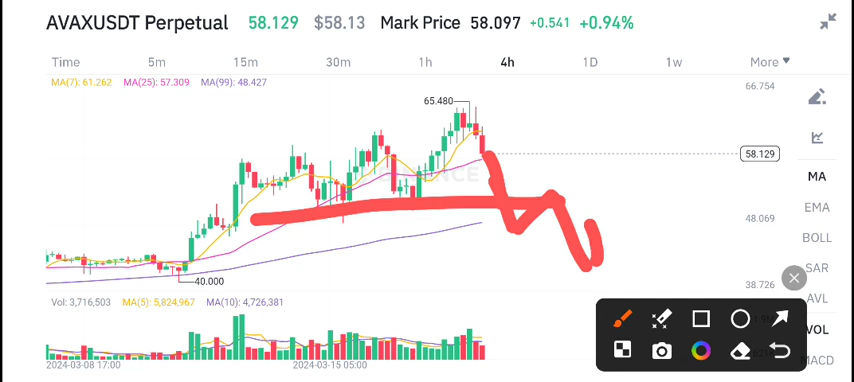 AVAXUSDT Perpetual 58.129 $58.13 Mark Price 58.097 +0.541 +0.94%
Time 5m 15m 30m 1h 4h 1D 1w More
MA(7): 61.262 MA(25): 57.309 MA(99): 48.427
66.754
65.480
58.129
MA
EMA
48.069
BOLL
SAR
40.000
38.726
AVL
Vol: 3,716,503 MA(5): 5,824,967 MA(10): 4,726,381
VOL
MACD
2024-03-08 17:00 2024-03-15 05:00